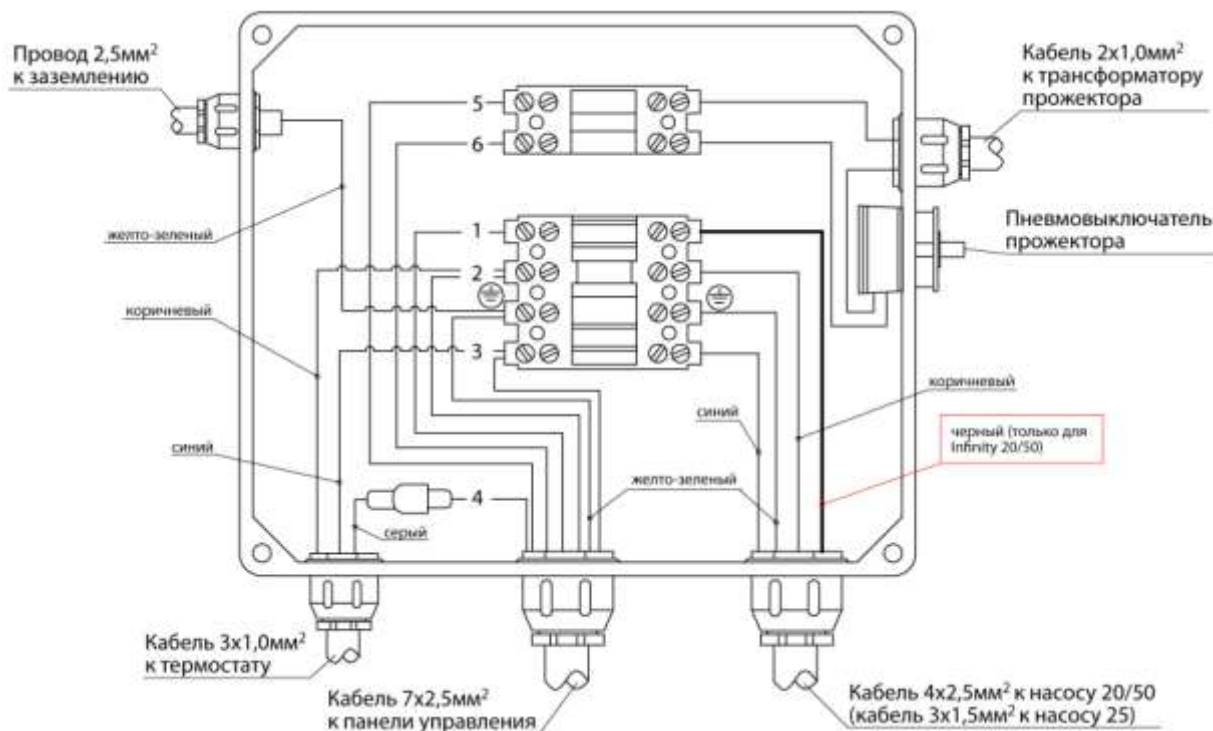 Провод 2,5мм²
к заземлению
Кабель 2х1,0мм²
к трансформатору
прожектора
5
6
Пневмовыключатель
прожектора
желто-зеленый
1
2
коричневый
3
коричневый
синий
черный (только для
Infinity 20/50)
синий
желто-зеленый
4
серый
Кабель 3х1,0мм²
к термостату
Кабель 7х2,5мм²
к панели управления
Кабель 4х2,5мм² к насосу 20/50
(кабель 3х1,5мм² к насосу 25)